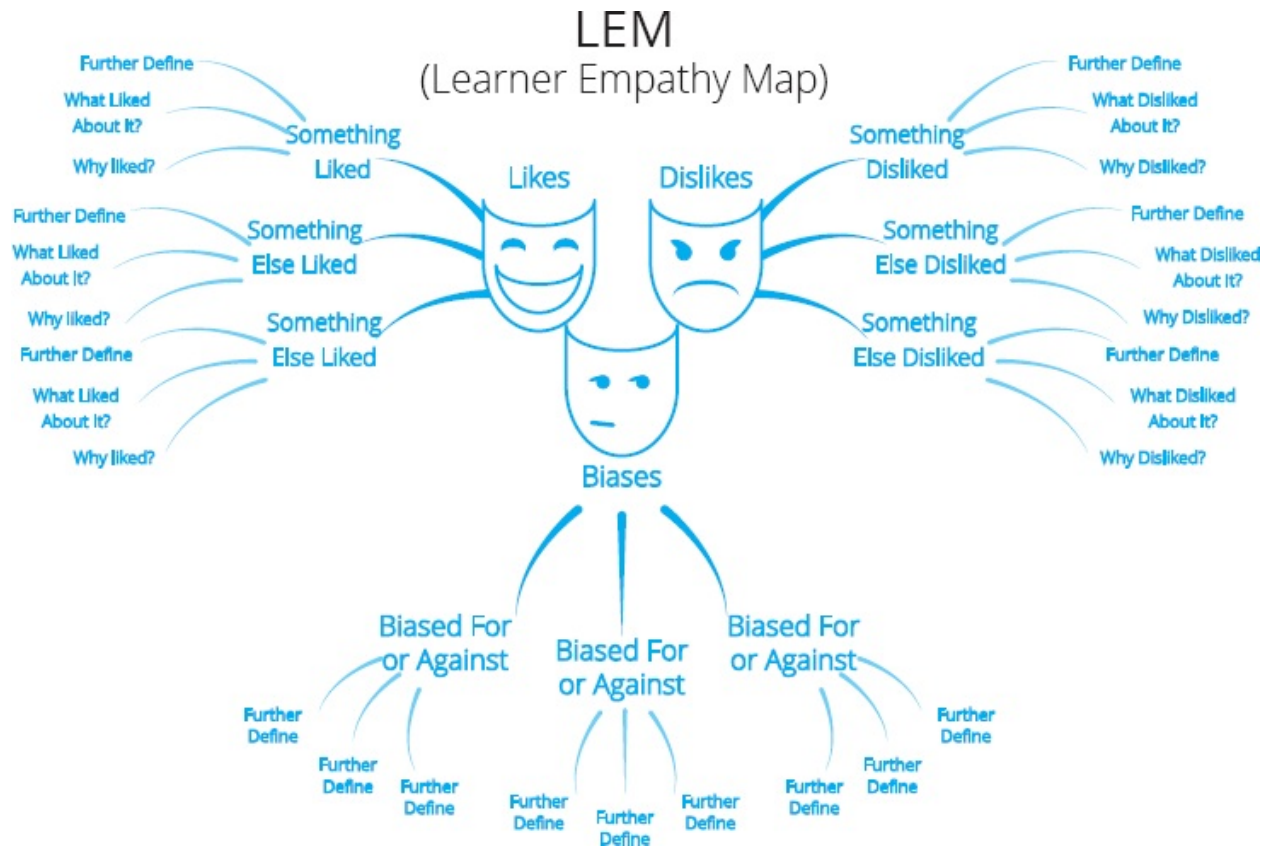 LEM
(Learner Empathy Map)
Likes
Something
Liked
Further Define
What Liked
About It?
Why liked?
Something
Else Liked
Further Define
What Liked
About It?
Why liked?
Something
Else Liked
Further Define
What Liked
About It?
Why liked?
Dislikes
Something
Disliked
Further Define
What Disliked
About It?
Why Disliked?
Something
Else Disliked
Further Define
What Disliked
About It?
Why Disliked?
Something
Else Disliked
Further Define
What Disliked
About It?
Why Disliked?
Biases
Biased For
or Against
Further
Define
Further
Define
Further
Define
Biased For
or Against
Further
Define
Further
Define
Further
Define
Biased For
or Against
Further
Define
Further
Define
Further
Define